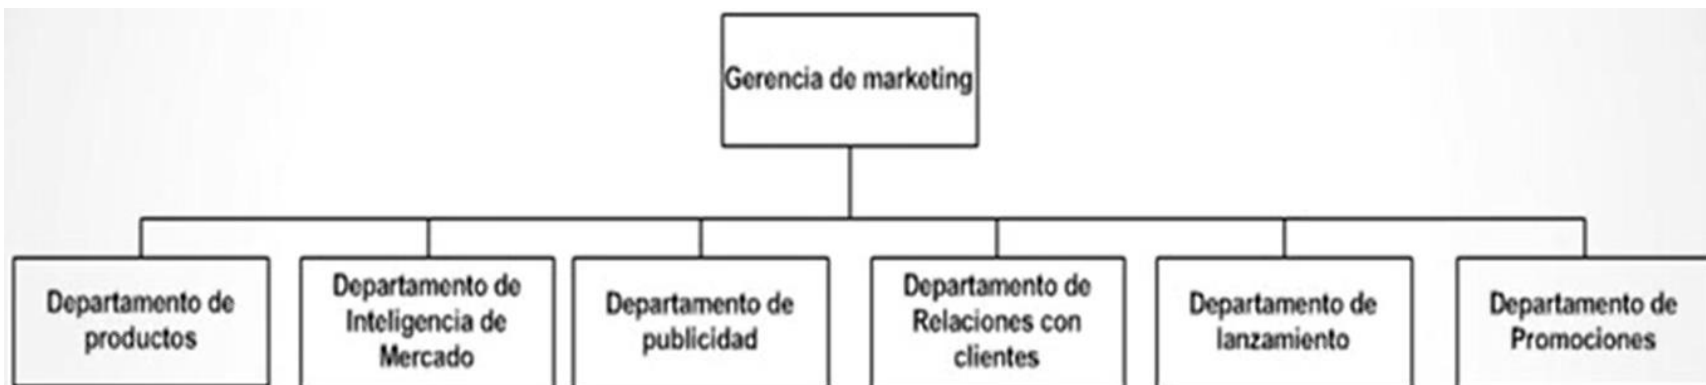 Gerencia de marketing
Departamento de
productos
Departamento de
Inteligencia de
Mercado
Departamento de
publicidad
Departamento de
Relaciones con
clientes
Departamento de
lanzamiento
Departamento de
Promociones